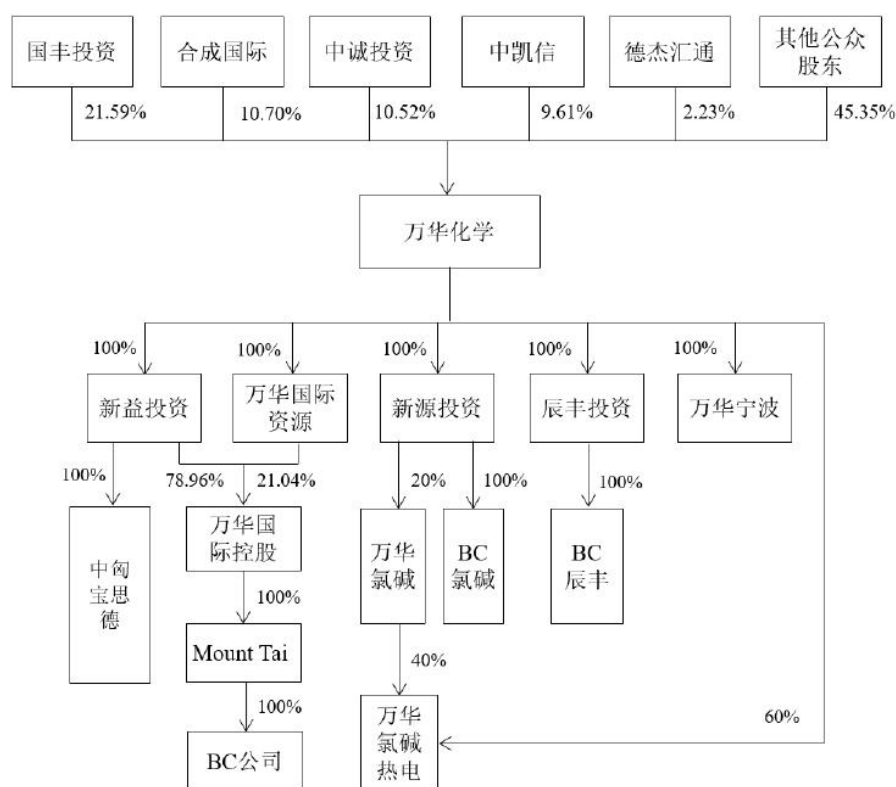 国丰投资
合成国际
中诚投资
中凯信
德杰汇通
其他公众
股东
21.59%
10.70%
10.52%
9.61%
2.23%
45.35%
万华化学
100%
100%
100%
100%
100%
新益投资
万华国际
资源
新源投资
辰丰投资
万华宁波
100%
78.96%
21.04%
20%
100%
100%
中匈
宝思
德
万华国
际控股
万华
氯碱
BC
氯碱
BC
辰丰
100%
Mount Tai
40%
100%
万华
氯碱
热电
60%
BC公司